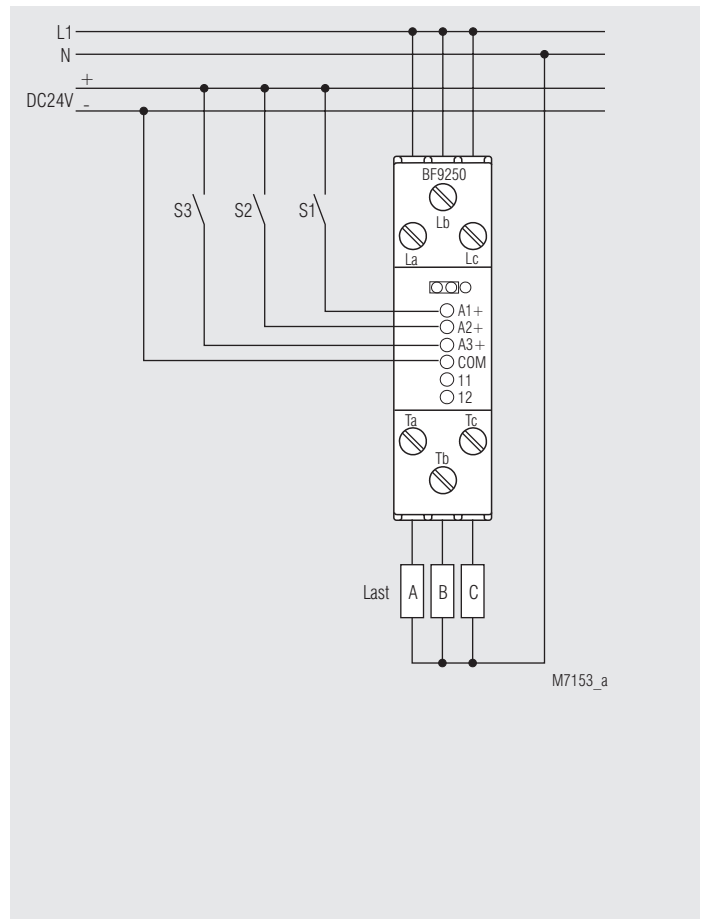 L1
N
+
DC24V -
BF9250
S3 S2 S1
Lb
La Lc
A1+
A2+
A3+
COM
11
12
Ta Tc
Tb
Last A B C
M7153_a